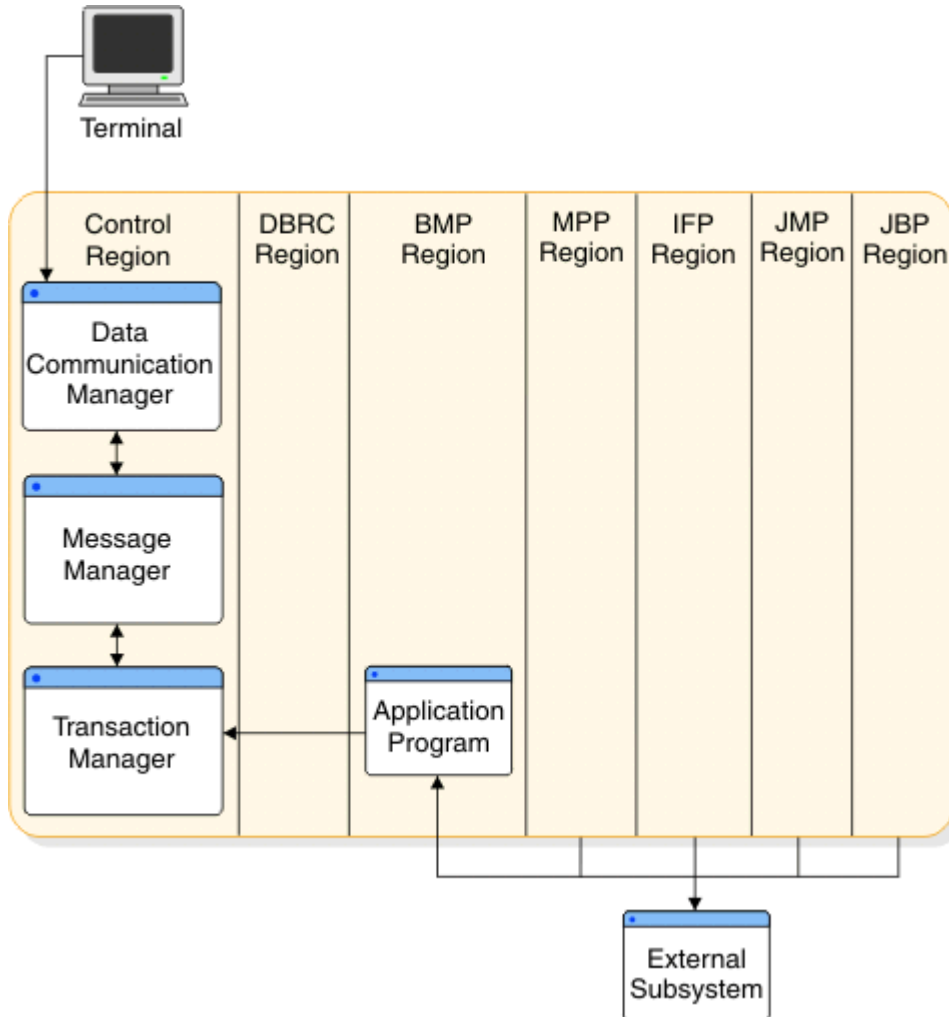 Terminal
Control
Region
DBRC
Region
BMP
Region
MPP
Region
IFP
Region
JMP
Region
JBP
Region
Data
Communication
Manager
Message
Manager
Transaction
Manager
Application
Program
External
Subsystem